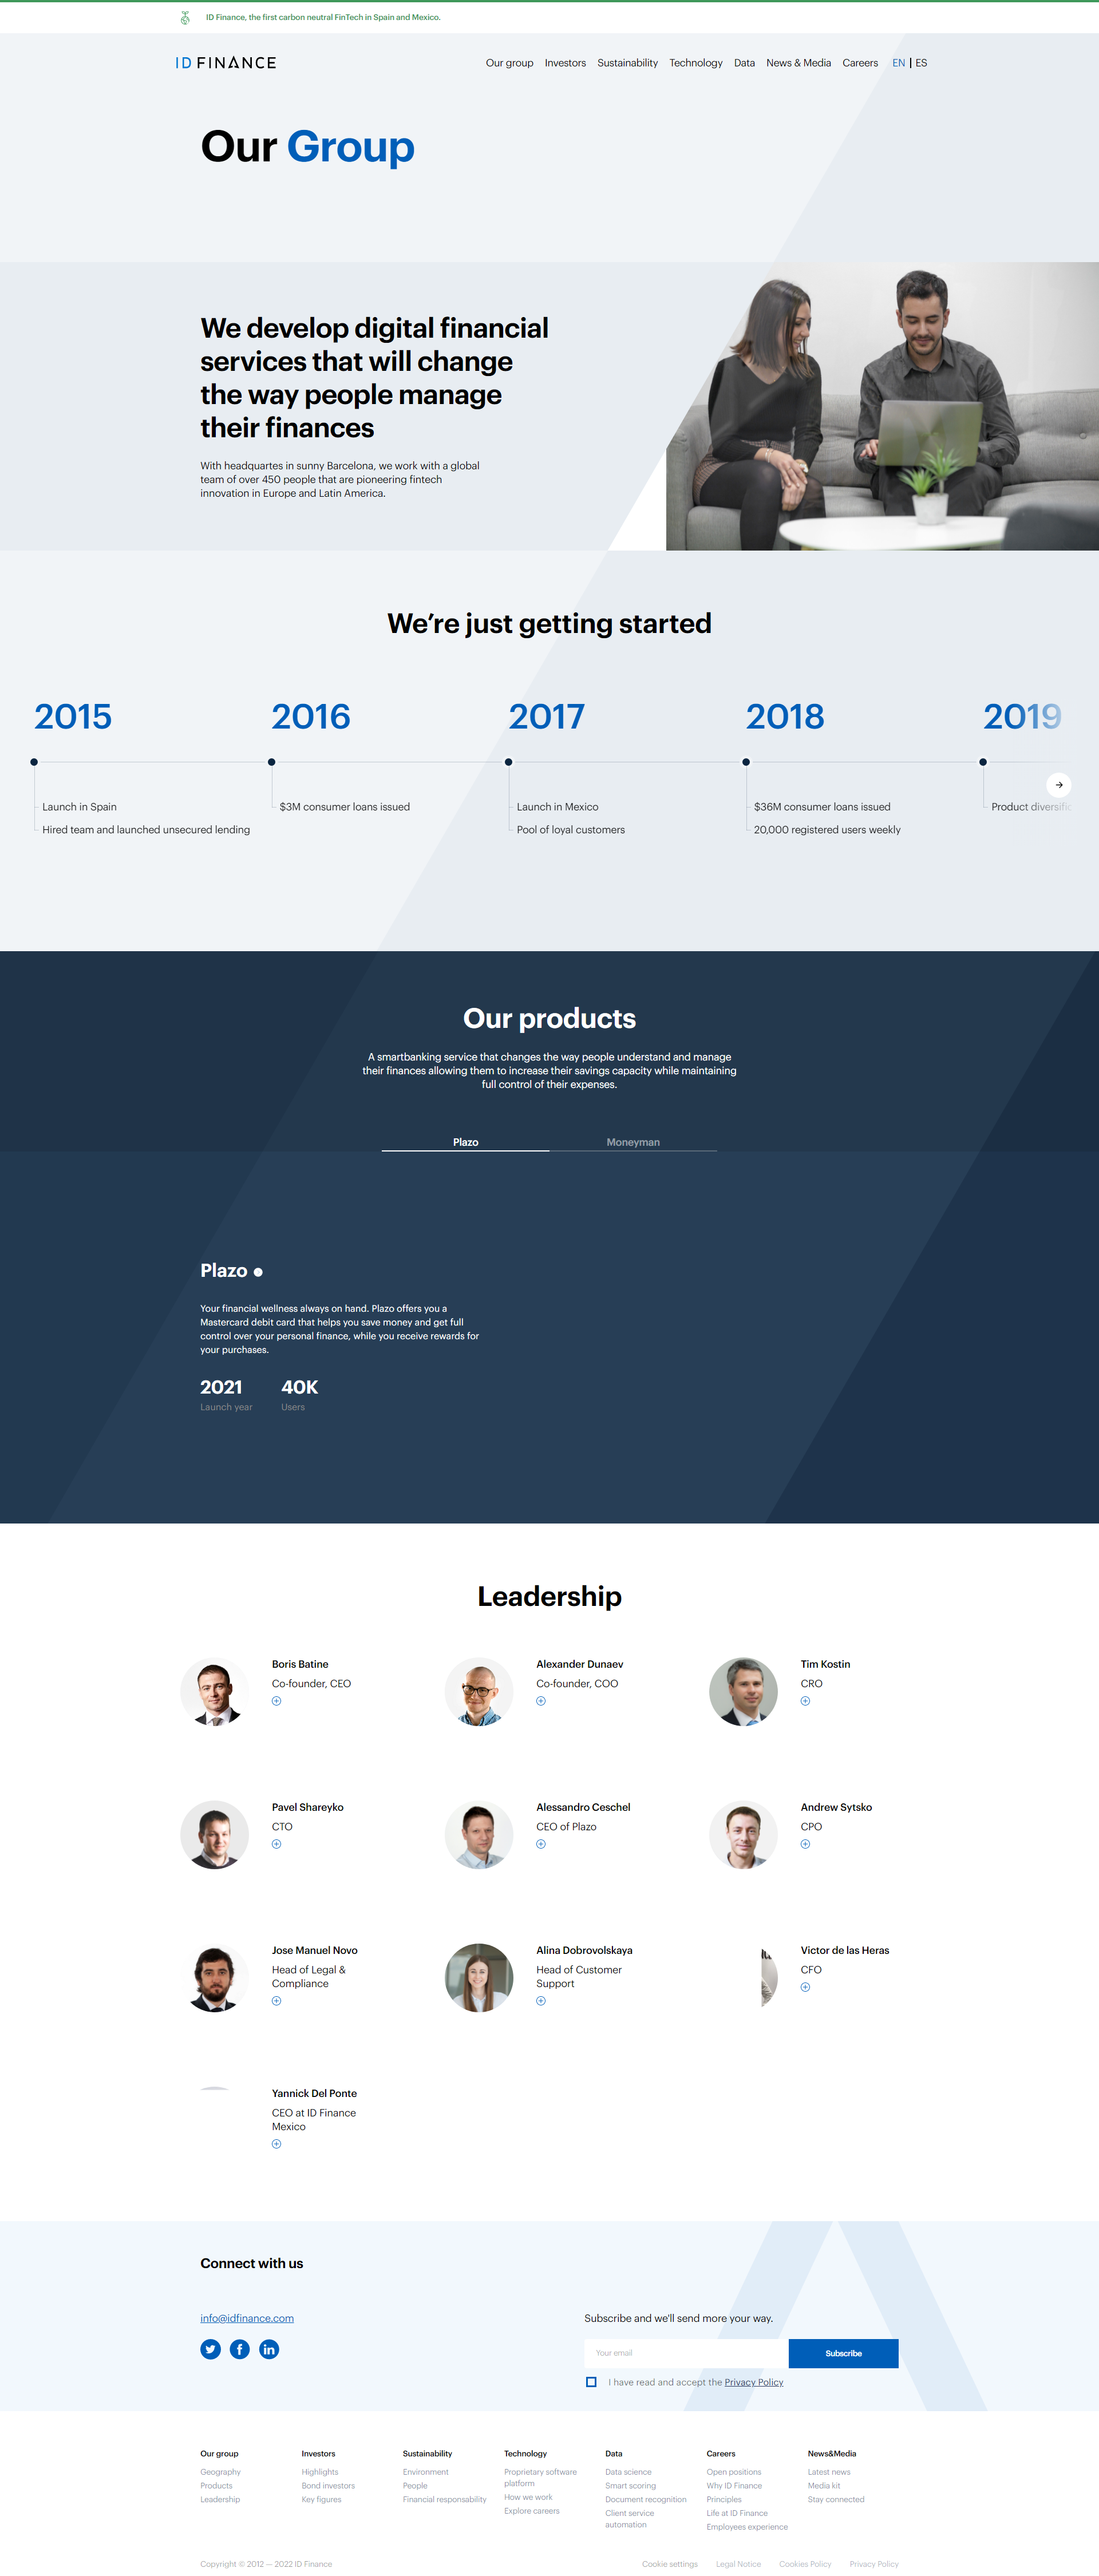 ID Finance, the first carbon neutral FinTech in Spain and Mexico.
ID FINANCE
Our group Investors Sustainability Technology Data News & Media Careers EN | ES
Our Group
We develop digital financial
services that will change
the way people manage
their finances
With headquartes in sunny Barcelona, we work with a global
team of over 450 people that are pioneering fintech
innovation in Europe and Latin America.
We're just getting started
2015 2016 2017 2018 2019
Launch in Spain
Hired team and launched unsecured lending
$3M consumer loans issued
Launch in Mexico
Pool of loyal customers
$36M consumer loans issued
20,000 registered users weekly
Product
Our products
A smartbanking service that changes the way people understand and manage
their finances allowing them to increase their savings capacity while maintaining
full control of their expenses.
Plazo Moneyman
Plazo
Your financial wellness always on hand. Plazo offers you a
Mastercard debit card that helps you save money and get full
control over your personal finance, while you receive rewards for
your purchases.
2021 40K
Launch year Users
Leadership
Boris Batine
Co-founder, CEO
Alexander Dunaev
Co-founder, COO
Tim Kostin
CRO
Pavel Shareyko
CTO
Alessandro Ceschel
CEO of Plazo
Andrew Sytsko
CPO
Jose Manuel Novo
Head of Legal &
Compliance
Alina Dobrovolskaya
Head of Customer
Support
Victor de las Heras
CFO
Yannick Del Ponte
CEO at ID Finance
Mexico
Connect with us
info@idfinance.com
Subscribe and we'll send more your way.
Your email
Subscribe
I have read and accept the Privacy Policy
Our group
Geography
Products
Leadership
Investors
Highlights
Bond investors
Key figures
Sustainability
Environment
People
Financial responsability
Technology
Proprietary software
platform
How we work
Explore careers
Data
Data science
Smart scoring
Document recognition
Client service
automation
Careers
Open positions
Why ID Finance
Principles
Life at ID Finance
Employees experience
News&Media
Latest news
Media kit
Stay connected
Copyright © 2012 — 2022 ID Finance
Cookie settings Legal Notice Cookies Policy Privacy Policy